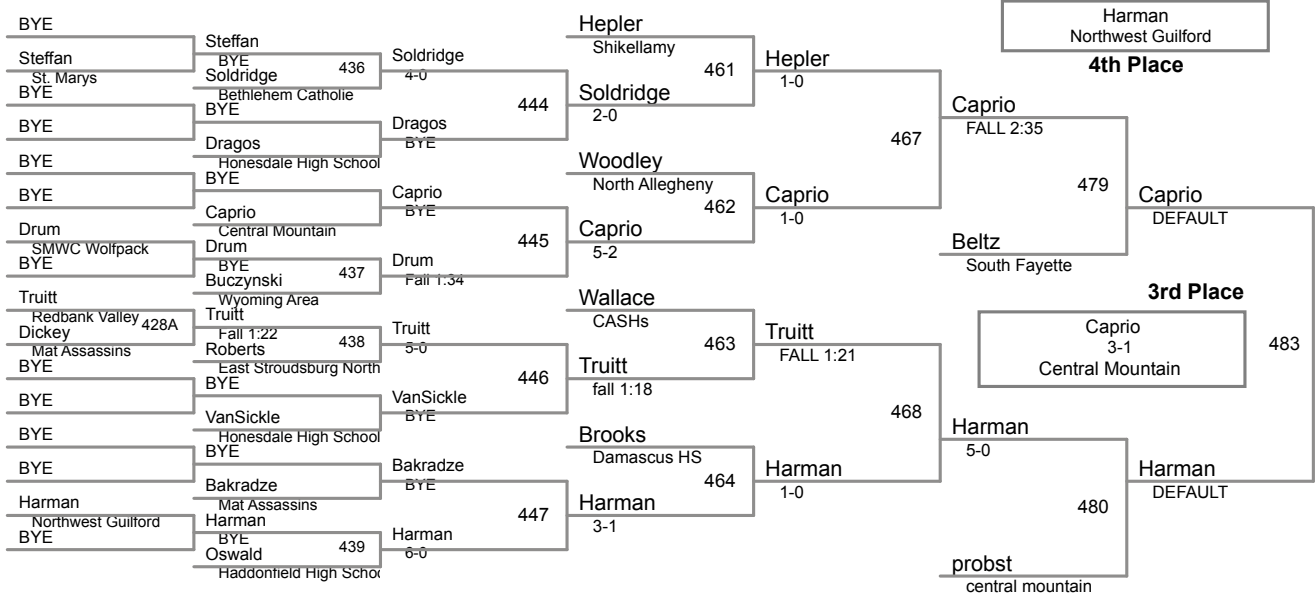 BYE
Steffan
St. Marys
BYE
BYE
BYE
BYE
Drum
SMWC Wolfpack
BYE
Truitt
Redbank Valley
428A
Dickey
Mat Assassins
BYE
BYE
BYE
BYE
Harman
Northwest Guilford
BYE
Steffan
BYE
436
Soldridge
Bethlehem Catholie
BYE
Dragos
Honesdale High School
BYE
Caprio
Central Mountain
Drum
BYE
437
Buczynski
Wyoming Area
Truitt
Fall 1:22
438
Roberts
East Stroudsburg North
BYE
VanSickle
Honesdale High School
BYE
Bakradze
Mat Assassins
Harman
BYE
439
Oswald
Haddonfield High Schoo
Soldridge
4-0
444
Dragos
BYE
Caprio
BYE
445
Drum
Fall 1:34
Truitt
5-0
446
VanSickle
BYE
Bakradze
BYE
447
Harman
6-0
Hepler
Shikellamy
461
Soldridge
2-0
Woodley
North Allegheny
462
Caprio
5-2
Wallace
CASHs
463
Truitt
fall 1:18
Brooks
Damascus HS
464
Harman
3-1
Hepler
1-0
467
Caprio
1-0
Truitt
FALL 1:21
468
Harman
1-0
Caprio
FALL 2:35
479
Beltz
South Fayette
Harman
5-0
480
probst
central mountain
Caprio
DEFAULT
483
Harman
DEFAULT
Harman
Northwest Guilford
4th Place
3rd Place
Caprio
3-1
Central Mountain